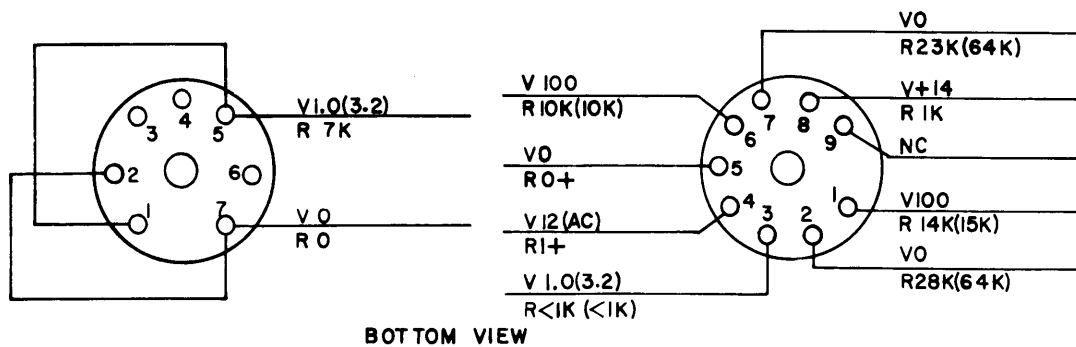 3
4
5
2
6
1
7
V1.0(3.2)
R 7K
V 0
R 0
V 100
R10K(10K)
V0
R0+
V12(AC)
R1+
V 1.0(3.2)
R<1K (<1K)
7
8
6
9
5
4
3
2
1
V0
R23K(64K)
V+14
R 1K
NC
V100
R 14K(15K)
V0
R28K(64K)
BOTTOM VIEW